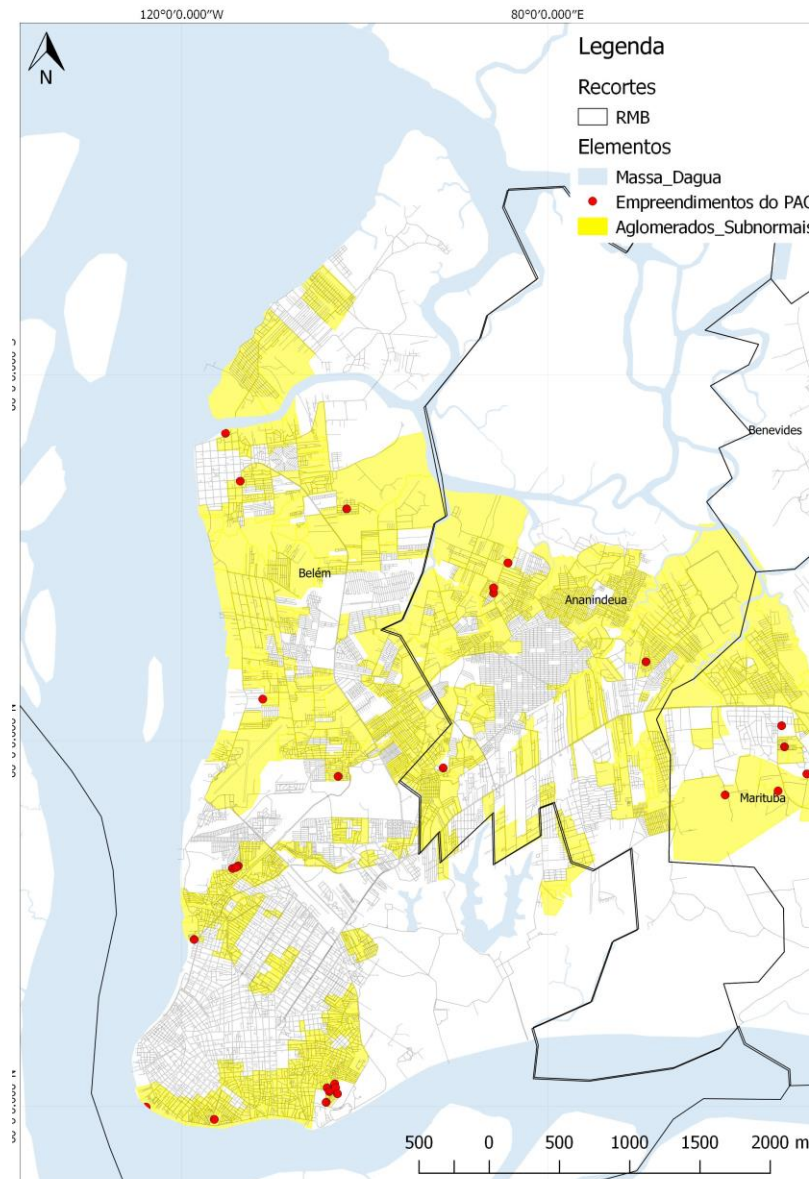 120°0'0.000"W
80°0'0.000"E
N
Legenda
Recortes
RMB
Elementos
Massa_Dagua
Empreendimentos do PAC
Aglomerados_Subnormais
Benevides
Belém
Ananindeua
Marituba
500 0 500 1000 1500 2000 m